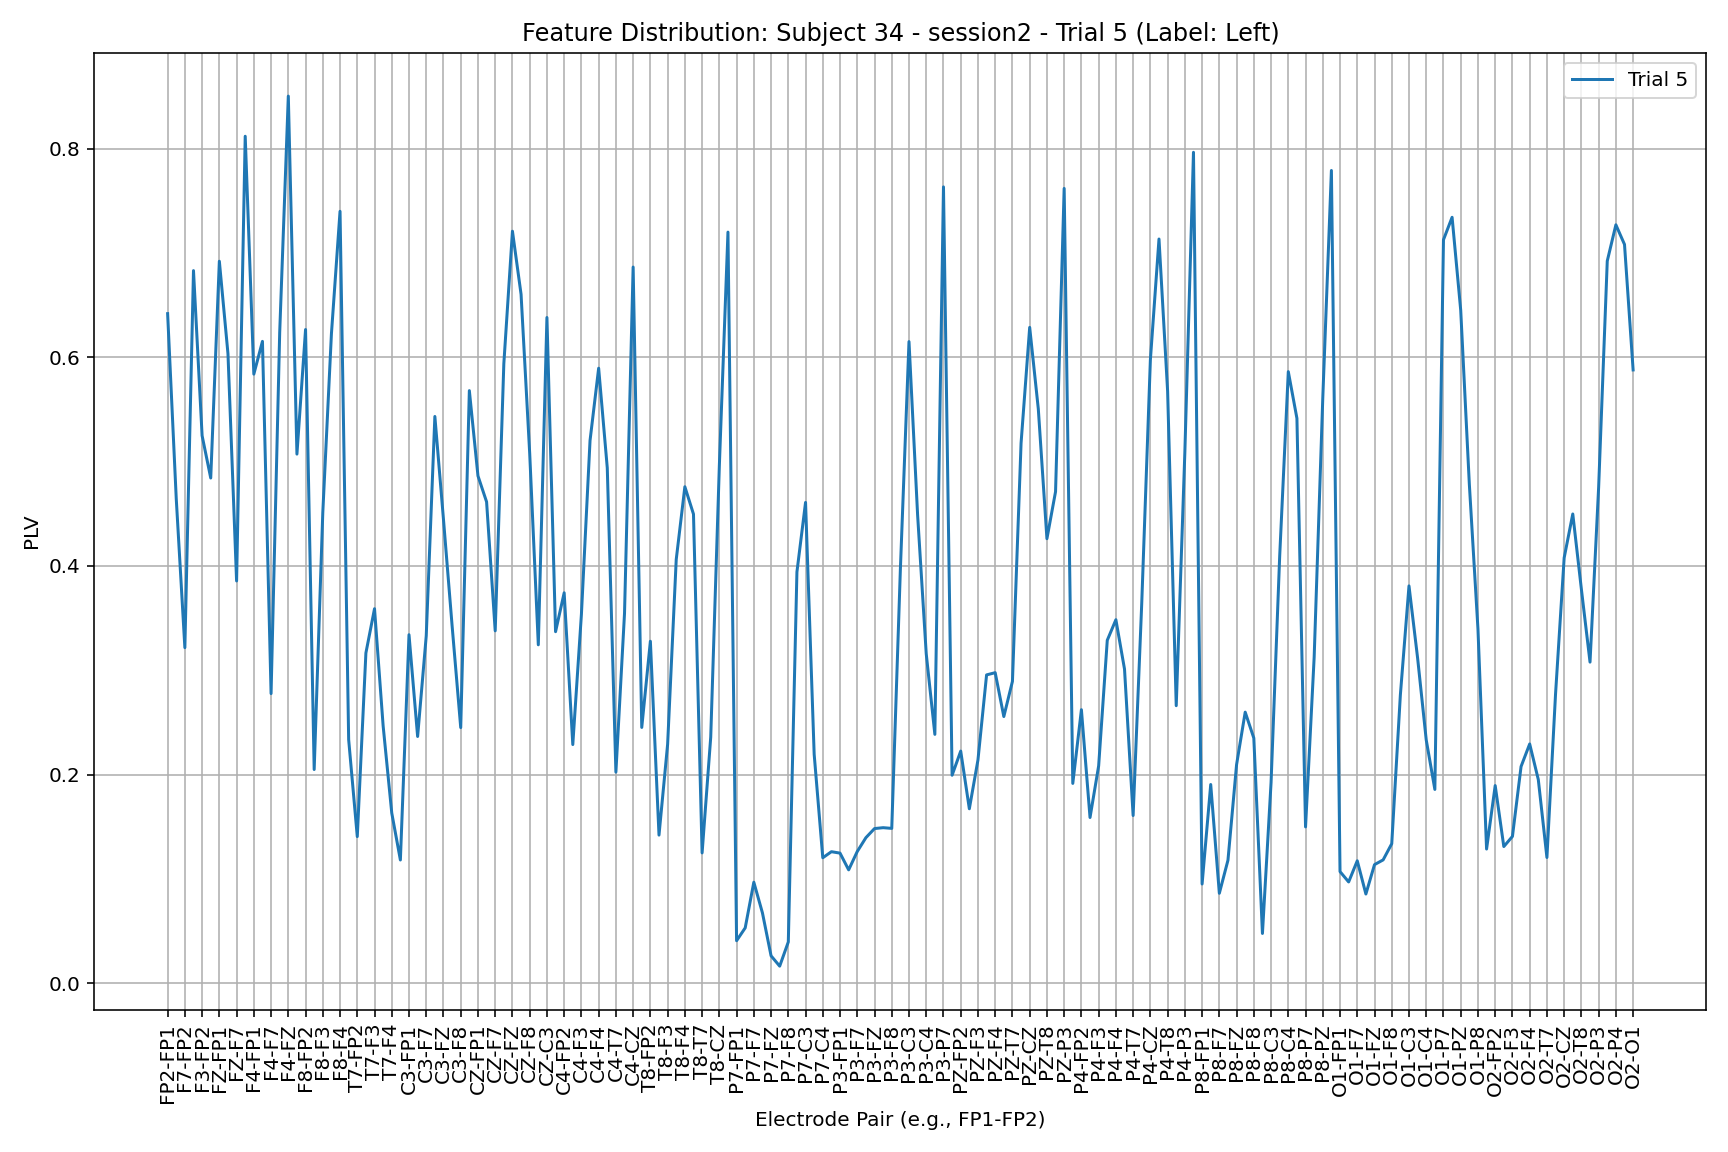 Feature Distribution: Subject 34 - session2 - Trial 5 (Label: Left)
Trial 5
PLV
0.8
0.6
0.4
0.2
0.0
FP2-FP1
F7-FP2
F3-FP2
FZ-FP1
FZ-F7
F4-FP1
F4-F7
F4-FZ
F8-FP2
F8-F3
F8-F4
T7-FP2
T7-F3
T7-F4
C3-FP1
C3-F7
C3-FZ
C3-F8
CZ-FP1
CZ-F7
CZ-FZ
CZ-F8
CZ-C3
C4-FP2
C4-F3
C4-F4
C4-T7
C4-CZ
T8-FP2
T8-F3
T8-F4
T8-T7
T8-CZ
P7-FP1
P7-F7
P7-FZ
P7-F8
P7-C3
P7-C4
P3-FP1
P3-F7
P3-FZ
P3-F8
P3-C3
P3-C4
P3-P7
PZ-FP2
PZ-F3
PZ-F4
PZ-T7
PZ-CZ
PZ-T8
PZ-P3
P4-FP2
P4-F3
P4-F4
P4-T7
P4-CZ
P4-T8
P4-P3
P8-FP1
P8-F7
P8-FZ
P8-F8
P8-C3
P8-C4
P8-P7
P8-PZ
O1-FP1
O1-F7
O1-FZ
O1-F8
O1-C3
O1-C4
O1-P7
O1-PZ
O1-P8
O2-FP2
O2-F3
O2-F4
O2-T7
O2-CZ
O2-T8
O2-P3
O2-P4
O2-O1
Electrode Pair (e.g., FP1-FP2)